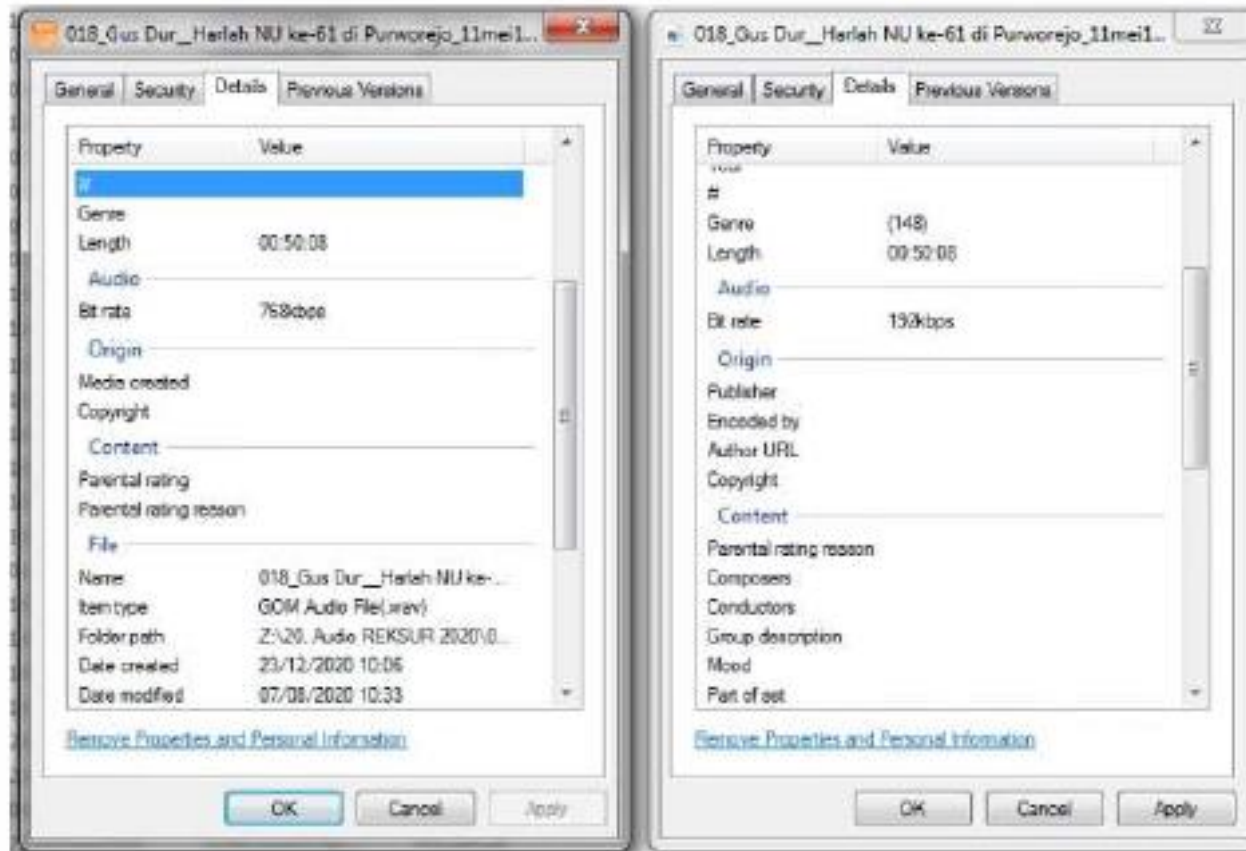 018_Gus Dur__Harlah NU ke-61 di Purworejo_11mei1...
General Security Details Previous Versions
Property Value
#
Genre
Length 00:50:08
Audio
Bit rate 768kbps
Origin
Media created
Copyright
Content
Parental rating
Parental rating reason
File
Name 018_Gus Dur__Harlah NU ke-...
Item type GOM Audio File(.wav)
Folder path Z:\20. Audio REKSUR 2020\0...
Date created 23/12/2020 10:06
Date modified 07/08/2020 10:33
Remove Properties and Personal Information
OK Cancel Apply
018_Gus Dur__Harlah NU ke-61 di Purworejo_11mei1...
General Security Details Previous Versions
Property Value
#
Genre (148)
Length 00:50:08
Audio
Bit rate 192kbps
Origin
Publisher
Encoded by
Author URL
Copyright
Content
Parental rating reason
Composers
Conductors
Group description
Mood
Part of set
Remove Properties and Personal Information
OK Cancel Apply